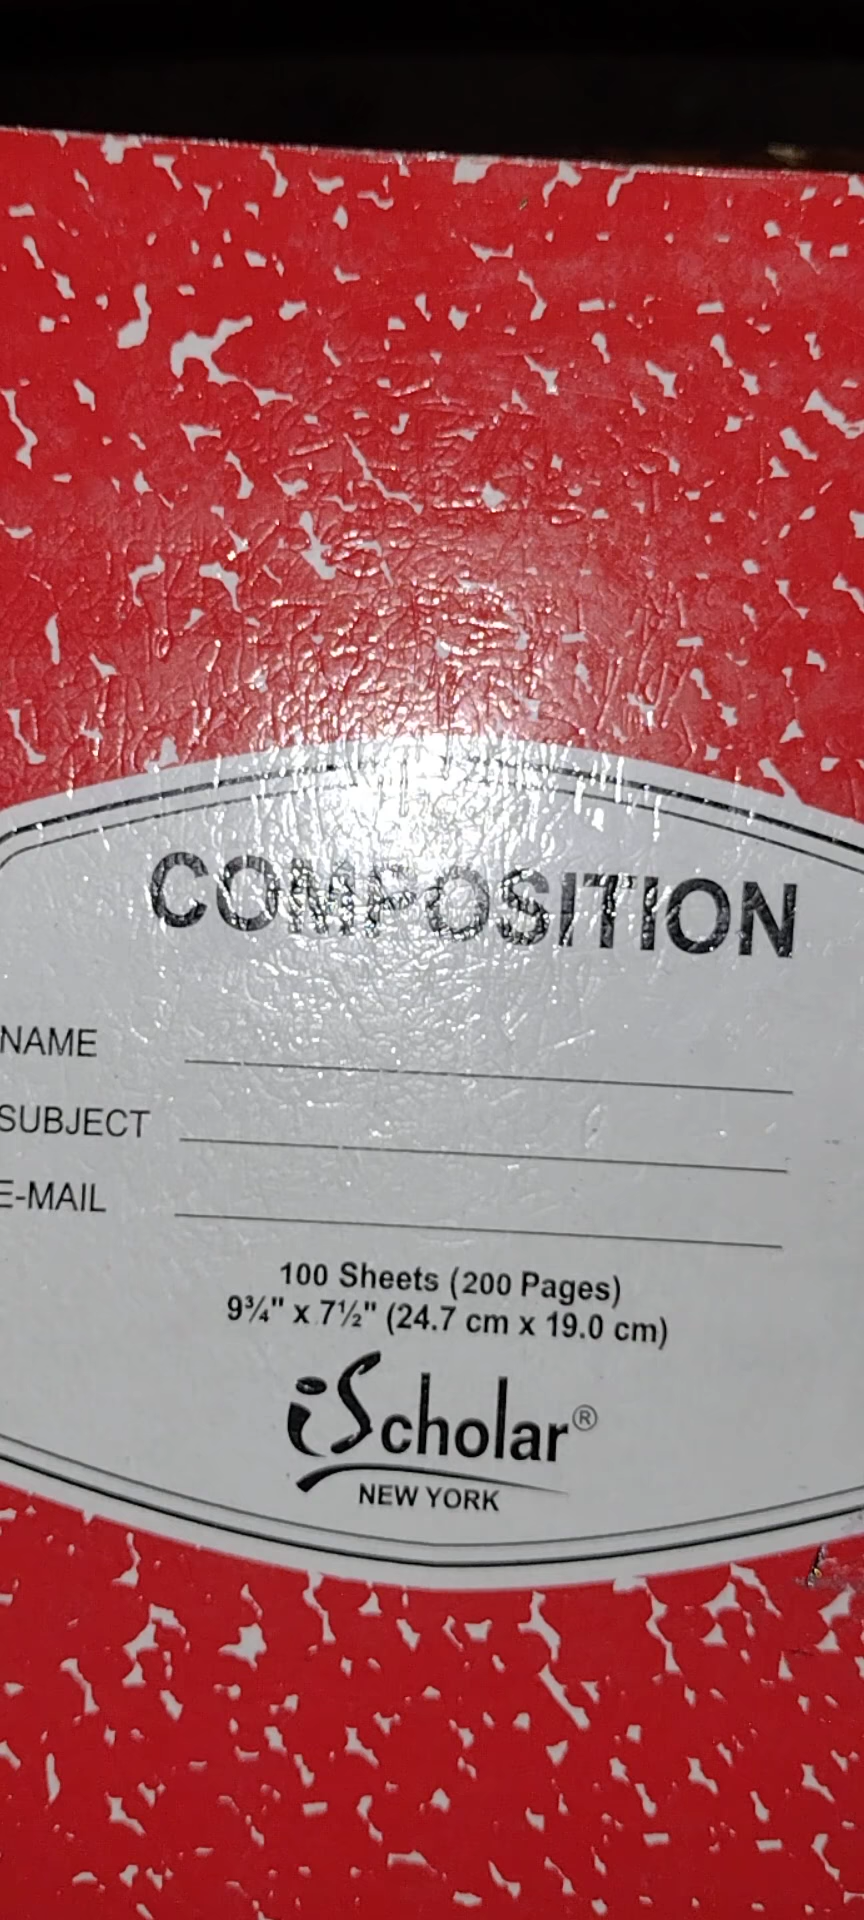 COMPOSITION
NAME
SUBJECT
E-MAIL
100 Sheets (200 Pages)
9¾" x 7½" (24.7 cm x 19.0 cm)
iScholar®
NEW YORK